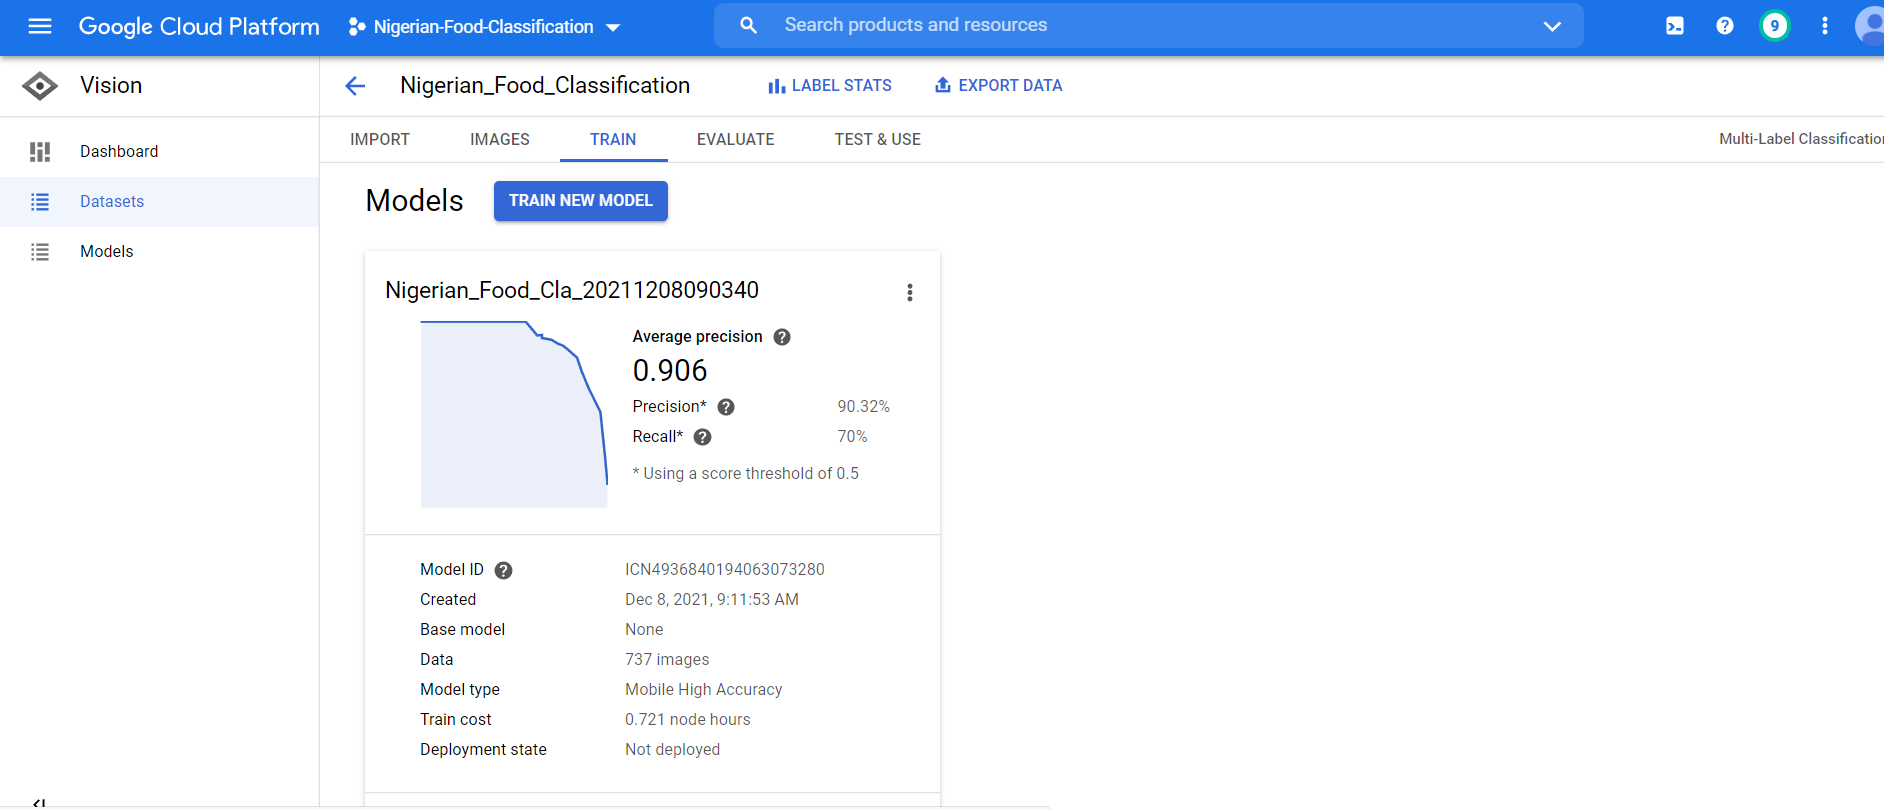 Google Cloud Platform
Nigerian-Food-Classification
Search products and resources
9
Vision
Nigerian_Food_Classification
LABEL STATS
EXPORT DATA
Dashboard
Datasets
Models
IMPORT
IMAGES
TRAIN
EVALUATE
TEST & USE
Multi-Label Classification
Models
TRAIN NEW MODEL
Nigerian_Food_Cla_20211208090340
Average precision
0.906
Precision* 90.32%
Recall* 70%
* Using a score threshold of 0.5
Model ID ICN4936840194063073280
Created Dec 8, 2021, 9:11:53 AM
Base model None
Data 737 images
Model type Mobile High Accuracy
Train cost 0.721 node hours
Deployment state Not deployed